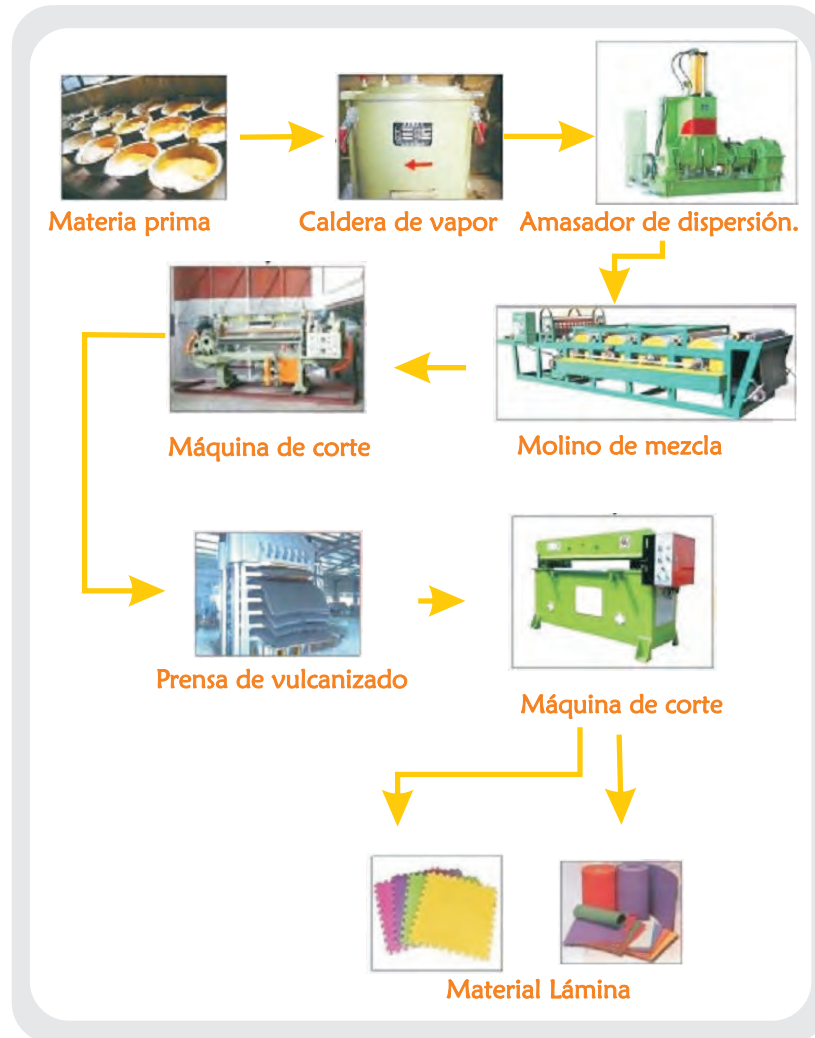 Materia prima
Caldera de vapor
Amasador de dispersión.
Máquina de corte
Molino de mezcla
Prensa de vulcanizado
Máquina de corte
Material Lámina